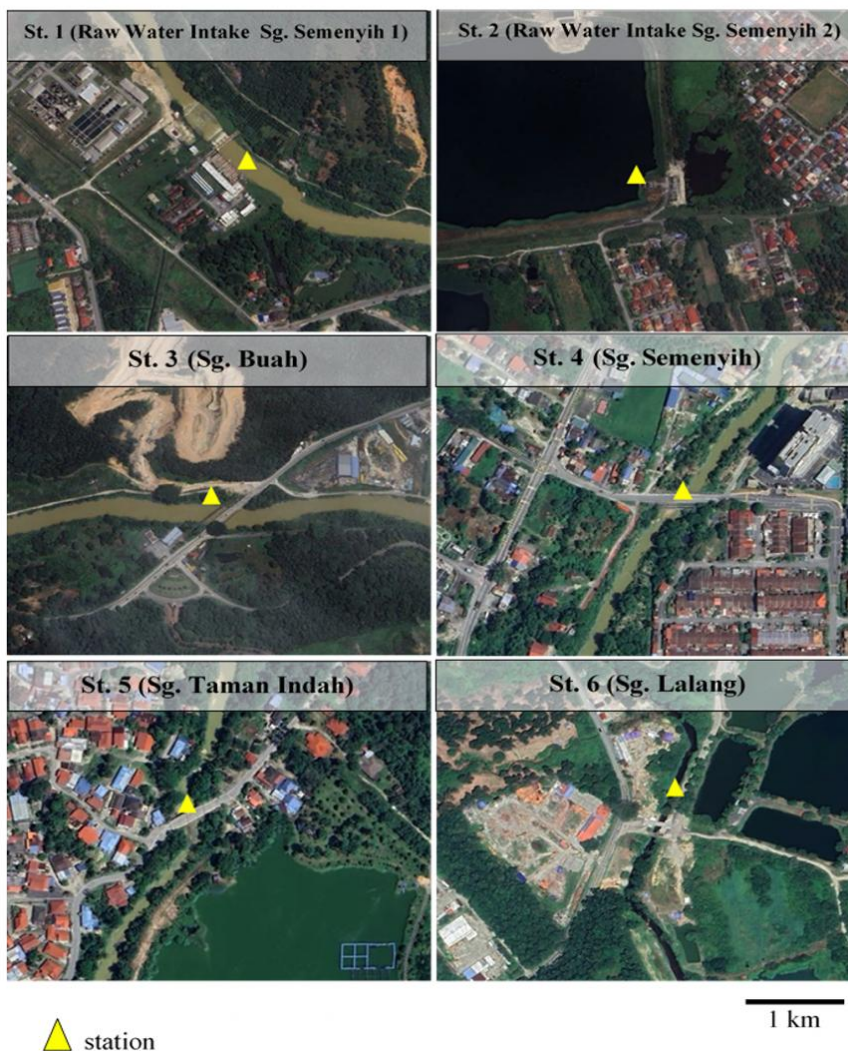 St. 1 (Raw Water Intake Sg. Semenyih 1)
St. 2 (Raw Water Intake Sg. Semenyih 2)
St. 3 (Sg. Buah)
St. 4 (Sg. Semenyih)
St. 5 (Sg. Taman Indah)
St. 6 (Sg. Lalang)
1 km
station